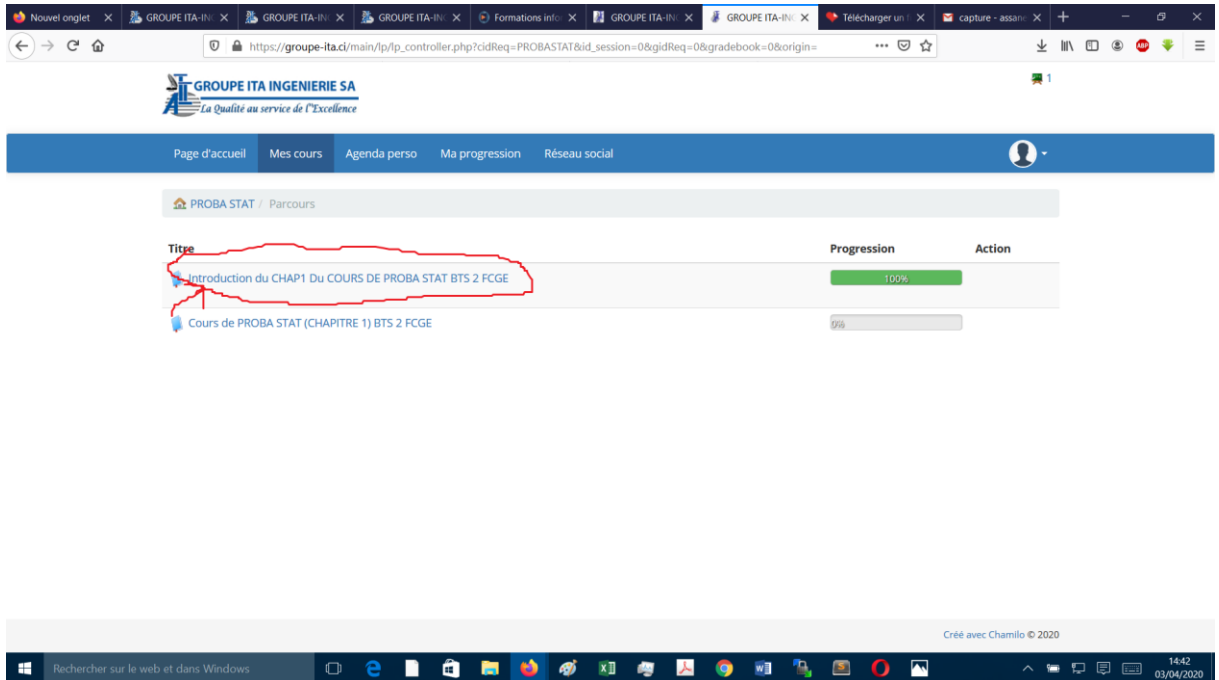 Nouvel onglet
GROUPE ITA-IN
GROUPE ITA-IN
GROUPE ITA-IN
Formations info
GROUPE ITA-IN
GROUPE ITA-IN
Télécharger un
capture - assan
https://groupe-ita.ci/main/lp/lp_controller.php?cidReq=PROBASTAT&id_session=0&gidReq=0&gradebook=0&origin=
ABP
GROUPE ITA INGENIERIE SA
La Qualité au service de l'Excellence
1
Page d'accueil Mes cours Agenda perso Ma progression Réseau social
PROBA STAT / Parcours
Titre Progression Action
Introduction du CHAP1 Du COURS DE PROBA STAT BTS 2 FCGE 100%
Cours de PROBA STAT (CHAPITRE 1) BTS 2 FCGE 0%
Créé avec Chamilo © 2020
Rechercher sur le web et dans Windows
14:42
03/04/2020